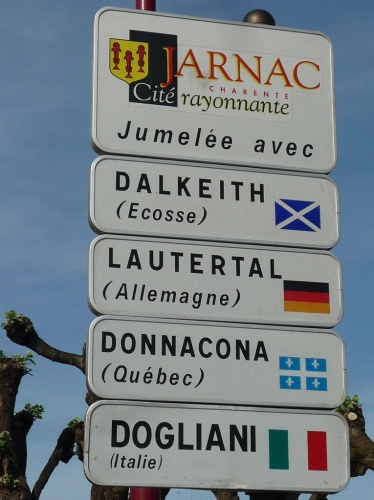 JARNAC
CHARENTE
Cité rayonnante
Jumelée avec
DALKEITH
(Ecosse)
LAUTERTAL
(Allemagne)
DONNACONA
(Québec)
DOGLIANI
(Italie)